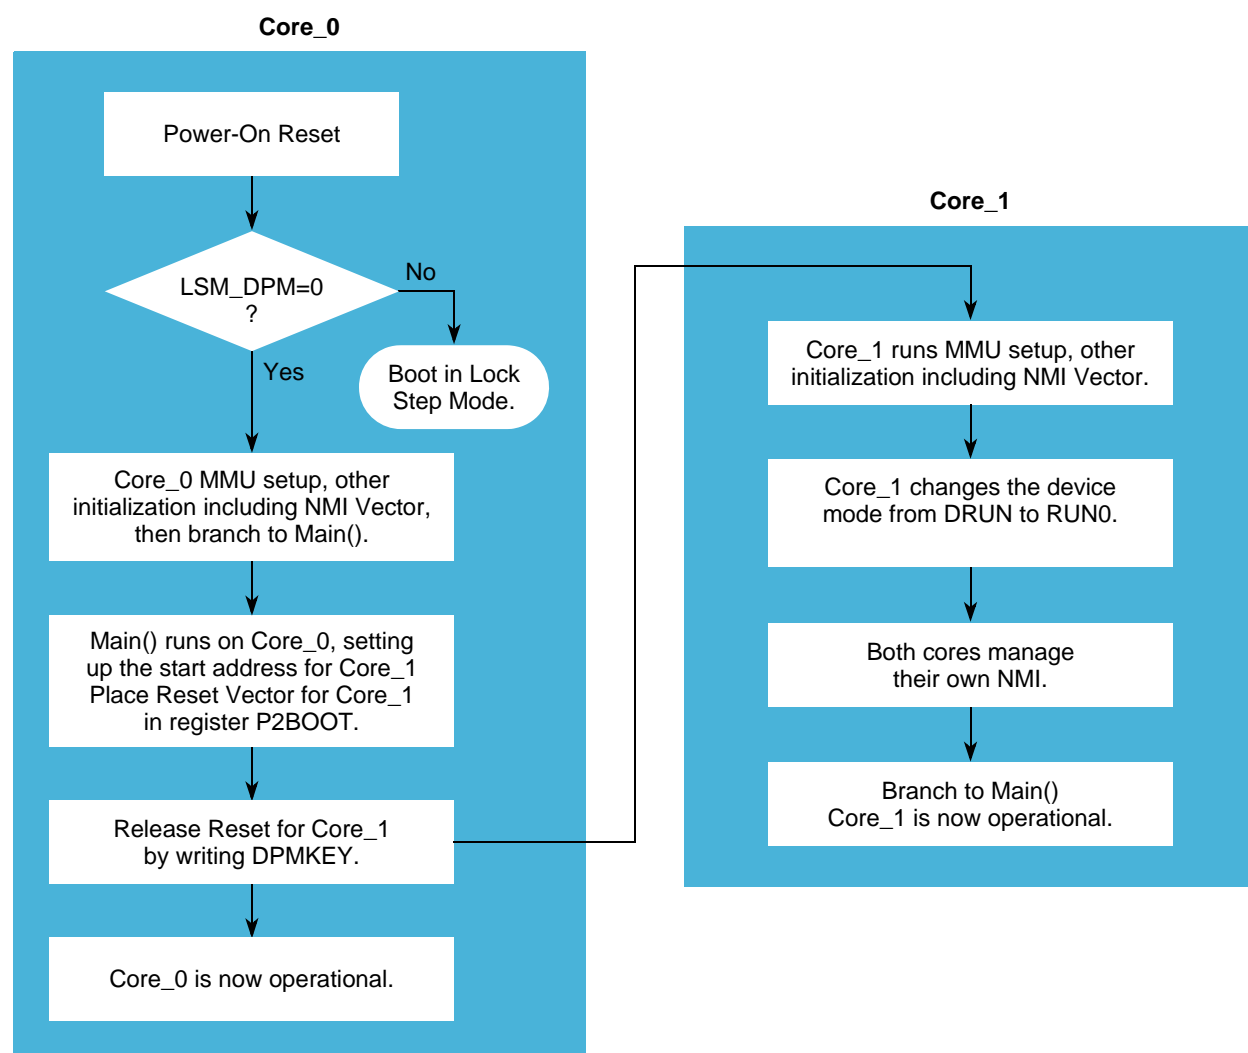 Core_0
Power-On Reset
LSM_DPM=0
?
No
Yes
Boot in Lock
Step Mode.
Core_0 MMU setup, other
initialization including NMI Vector,
then branch to Main().
Main() runs on Core_0, setting
up the start address for Core_1
Place Reset Vector for Core_1
in register P2BOOT.
Release Reset for Core_1
by writing DPMKEY.
Core_0 is now operational.
Core_1
Core_1 runs MMU setup, other
initialization including NMI Vector.
Core_1 changes the device
mode from DRUN to RUN0.
Both cores manage
their own NMI.
Branch to Main()
Core_1 is now operational.